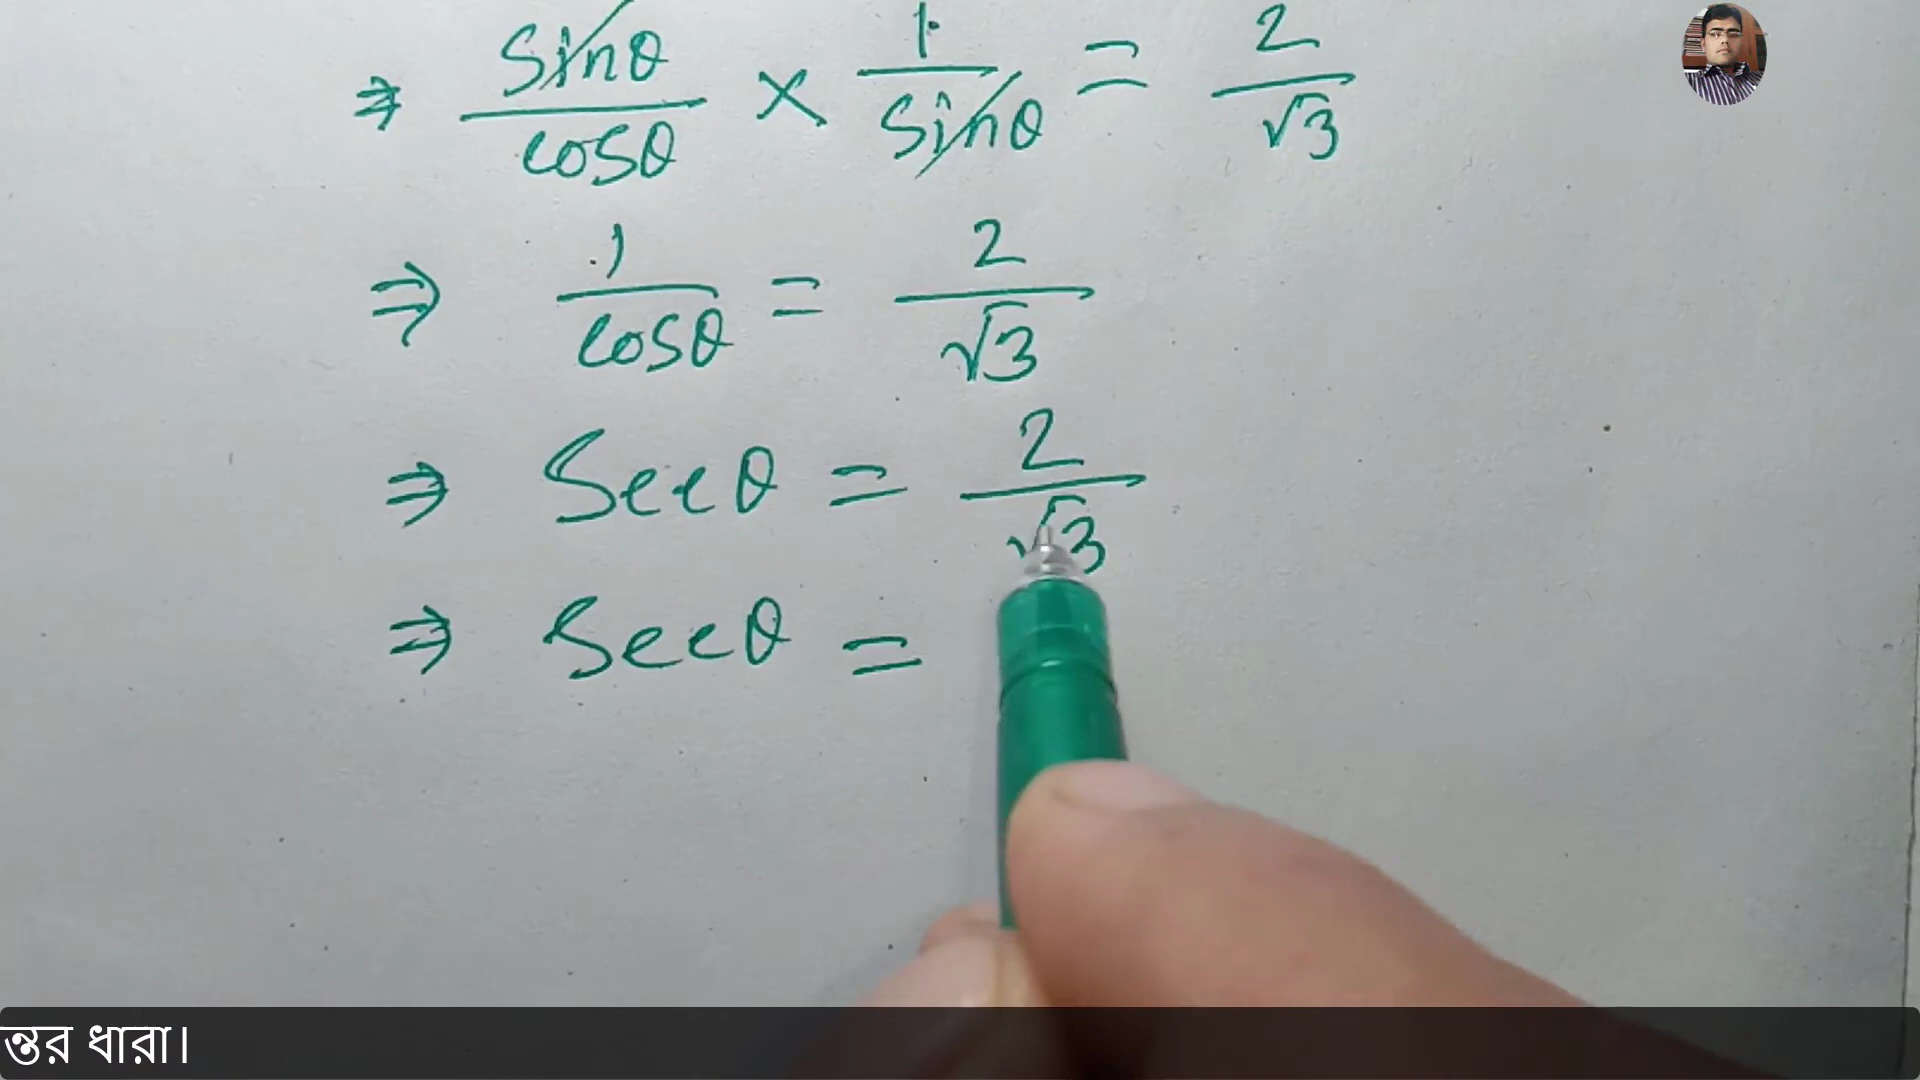 ⇒ sinθ/cosθ × 1/sinθ = 2/√3
⇒ 1/cosθ = 2/√3
⇒ Secθ = 2/√3
⇒ Secθ =
ন্তর ধারা।